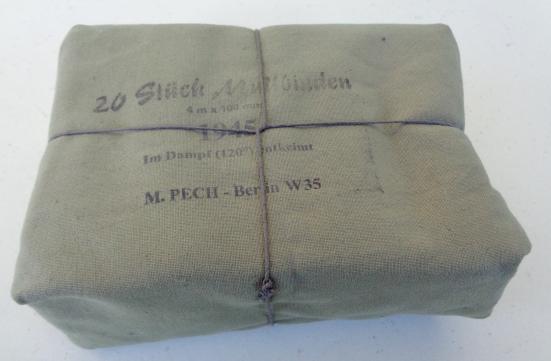 20 Stück Mullbinden
4 m x 100 mm
1945
Im Dampf (120°) entkeimt
M. PECH - Berlin W35